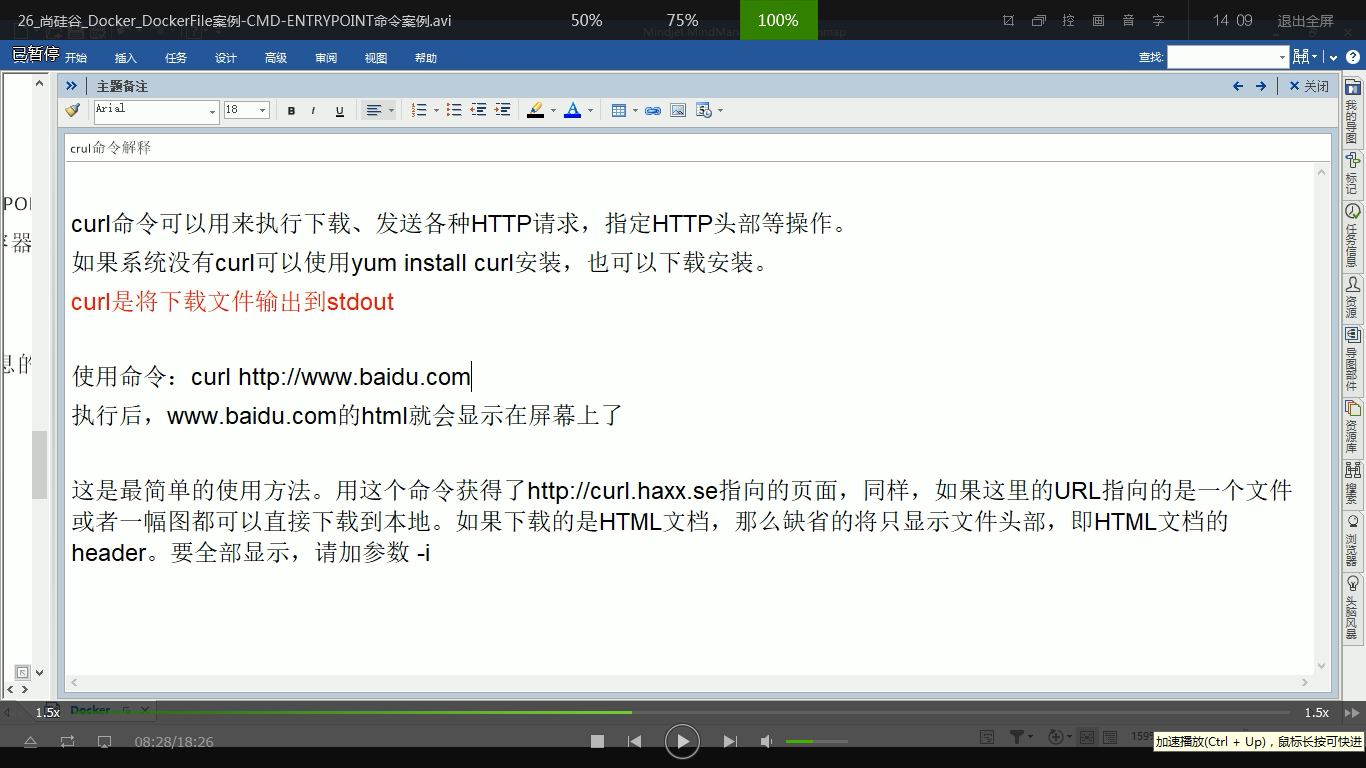 26_尚硅谷_Docker_DockerFile案例-CMD-ENTRYPOINT命令案例.avi
50%
75%
100%
控
画
音
字
14 09
退出全屏
已暂停
开始
插入
任务
设计
高级
审阅
视图
帮助
查找:
主题备注
关闭
Arial
18
B
I
U
crul命令解释
curl命令可以用来执行下载、发送各种HTTP请求，指定HTTP头部等操作。
如果系统没有curl可以使用yum install curl安装，也可以下载安装。
curl是将下载文件输出到stdout
使用命令：curl http://www.baidu.com
执行后，www.baidu.com的html就会显示在屏幕上了
这是最简单的使用方法。用这个命令获得了http://curl.haxx.se指向的页面，同样，如果这里的URL指向的是一个文件
或者一幅图都可以直接下载到本地。如果下载的是HTML文档，那么缺省的将只显示文件头部，即HTML文档的
header。要全部显示，请加参数 -i
我的导图
标记
任务信息
资源
导图部件
资源库
搜索
浏览器
头脑风暴
1.5x
Docker
1.5x
08:28/18:26
加速播放(Ctrl + Up)，鼠标长按可快进